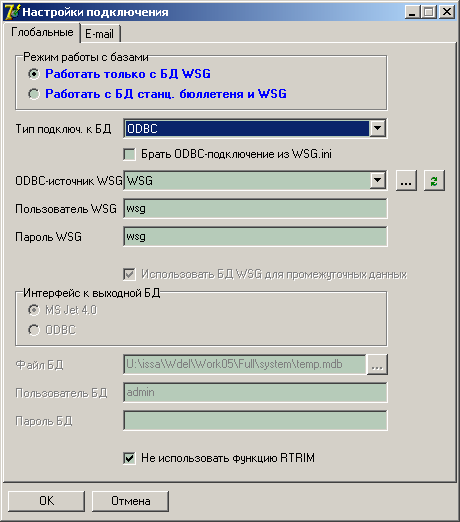 Настройки подключения
Глобальные E-mail
Режим работы с базами
Работать только с БД WSG
Работать с БД станц. бюллетеня и WSG
Тип подключ. к БД ODBC
Брать ODBC-подключение из WSG.ini
ODBC-источник WSG WSG ...
Пользователь WSG wsg
Пароль WSG wsg
Использовать БД WSG для промежуточных данных
Интерфейс к выходной БД
MS Jet 4.0
ODBC
Файл БД U:\issa\Wdel\Work05\Full\system\temp.mdb ...
Пользователь БД admin
Пароль БД
Не использовать функцию RTRIM
OK Отмена